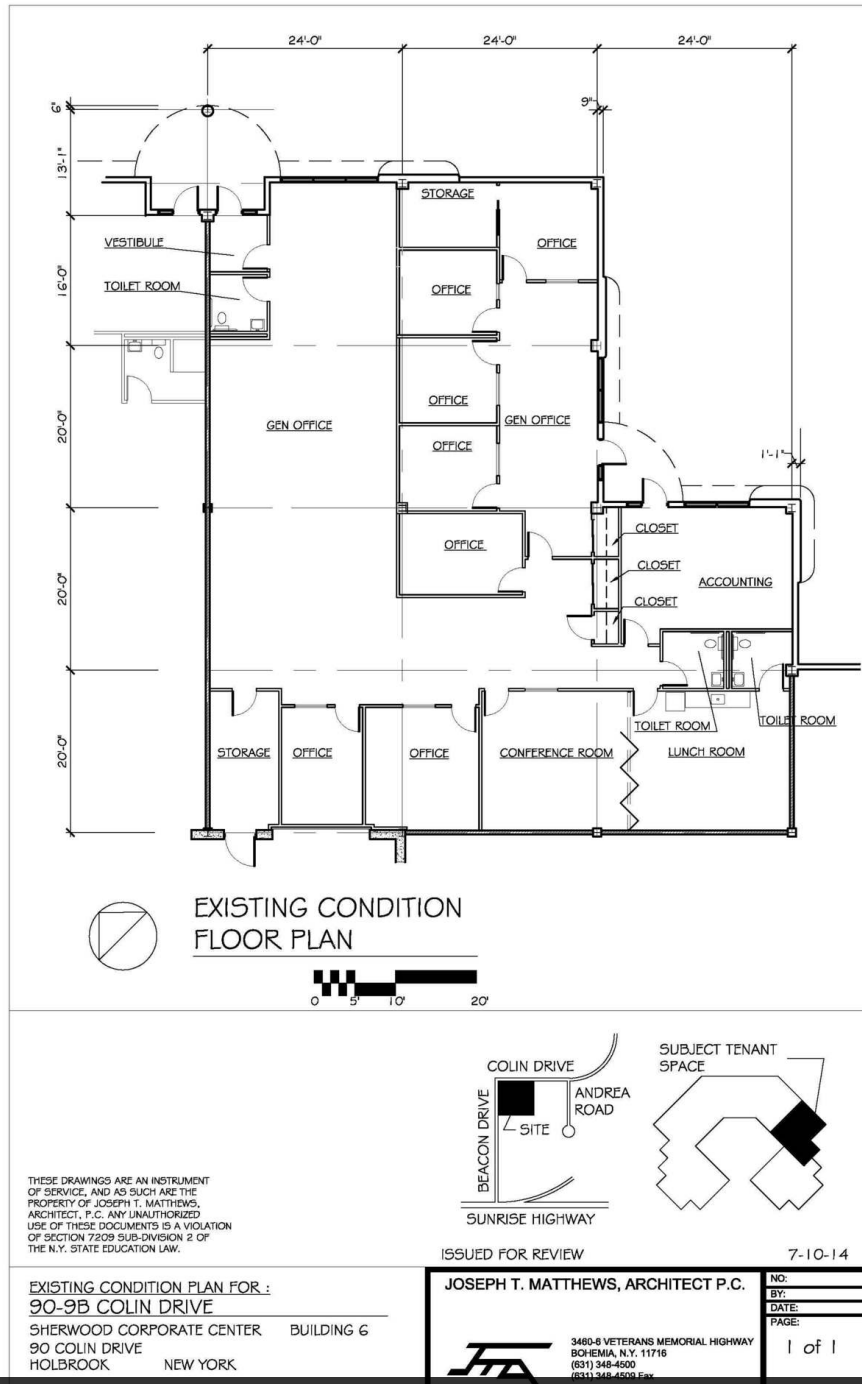 24'-0"
24'-0"
24'-0"
6"
9"
13'-1"
STORAGE
VESTIBULE
OFFICE
16'-0"
TOILET ROOM
OFFICE
OFFICE
20'-0"
GEN OFFICE
GEN OFFICE
OFFICE
1'-1"
CLOSET
OFFICE
CLOSET
20'-0"
ACCOUNTING
CLOSET
TOILET ROOM
TOILET ROOM
20'-0"
STORAGE
OFFICE
OFFICE
CONFERENCE ROOM
LUNCH ROOM
EXISTING CONDITION
FLOOR PLAN
0 5' 10' 20'
COLIN DRIVE
BEACON DRIVE
ANDREA
ROAD
SITE
SUNRISE HIGHWAY
SUBJECT TENANT
SPACE
THESE DRAWINGS ARE AN INSTRUMENT
OF SERVICE, AND AS SUCH ARE THE
PROPERTY OF JOSEPH T. MATTHEWS,
ARCHITECT, P.C. ANY UNAUTHORIZED
USE OF THESE DOCUMENTS IS A VIOLATION
OF SECTION 7209 SUB-DIVISION 2 OF
THE N.Y. STATE EDUCATION LAW.
ISSUED FOR REVIEW 7-10-14
EXISTING CONDITION PLAN FOR :
90-9B COLIN DRIVE
SHERWOOD CORPORATE CENTER BUILDING 6
90 COLIN DRIVE
HOLBROOK NEW YORK
JOSEPH T. MATTHEWS, ARCHITECT P.C.
JTA
3460-6 VETERANS MEMORIAL HIGHWAY
BOHEMIA, N.Y. 11716
(631) 348-4500
(631) 348-4509 Fax
NO:
BY:
DATE:
PAGE:
1 of 1